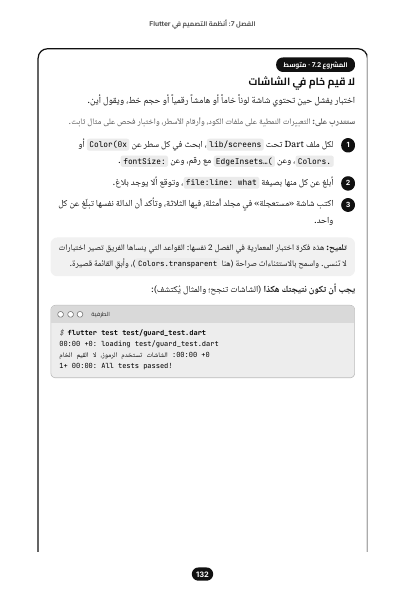 الفصل 7: أنظمة التصميم في Flutter
المشروع 7.2 · متوسط
لا قيم خام في الشاشات
اختبار يفشل حين تحتوي شاشة لوناً خاماً أو هامشاً رقمياً أو حجم خط، ويقول أين.
ستتدرب على: التعبيرات النمطية على ملفات الكود، وأرقام الأسطر، واختبار فحص على مثال ثابت.
1 لكل ملف Dart تحت lib/screens، ابحث في كل سطر عن Color(0x أو
Colors.، وعن EdgeInsets…( مع رقم، وعن fontSize:.
2 أبلغ عن كل منها بصيغة file:line: what، وتوقع ألا يوجد بلاغ.
3 اكتب شاشة «مستعجلة» في مجلد أمثلة، فيها الثلاثة، وتأكد أن الدالة نفسها تبلّغ عن كل
واحد.
تلميح: هذه فكرة اختبار المعمارية في الفصل 2 نفسها: القواعد التي ينساها الفريق تصير اختبارات
لا تنسى. واسمح بالاستثناءات صراحة (هنا Colors.transparent)، وأبق القائمة قصيرة.
يجب أن تكون نتيجتك هكذا (الشاشات تنجح؛ والمثال يُكتشف):
الطرفية
$ flutter test test/guard_test.dart
00:00 +0: loading test/guard_test.dart
00:00 +0: الشاشات تستخدم الرموز، لا القيم الخام
00:00 +1: All tests passed!
132